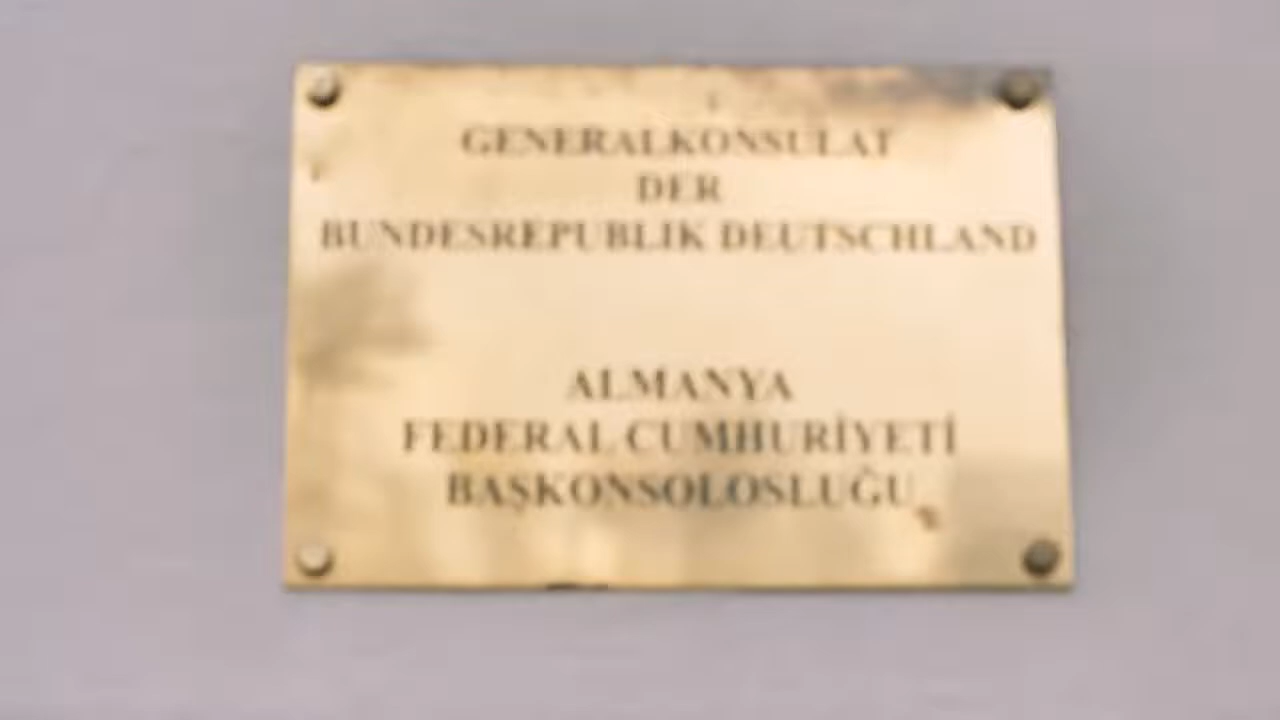 GENERALKONSULAT
DER
BUNDESREPUBLIK DEUTSCHLAND
ALMANYA
FEDERAL CUMHURİYETİ
BAŞKONSOLOSLUĞU